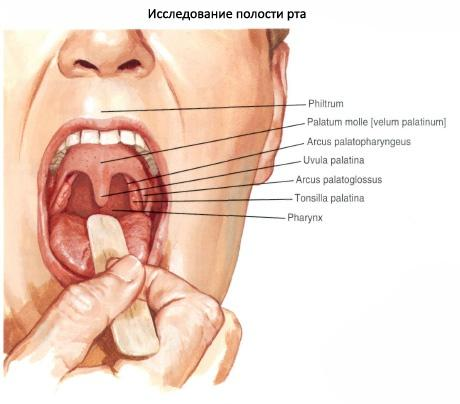 Исследование полости рта
Philtrum
Palatum molle [velum palatinum]
Arcus palatopharyngeus
Uvula palatina
Arcus palatoglossus
Tonsilla palatina
Pharynx